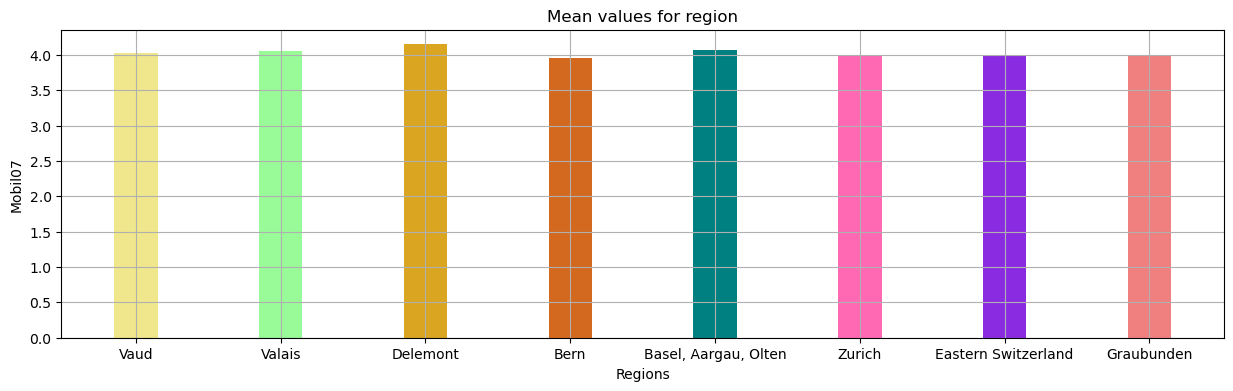 Mean values for region
Mobil07
4.0
3.5
3.0
2.5
2.0
1.5
1.0
0.5
0.0
Vaud Valais Delemont Bern Basel, Aargau, Olten Zurich Eastern Switzerland Graubunden
Regions